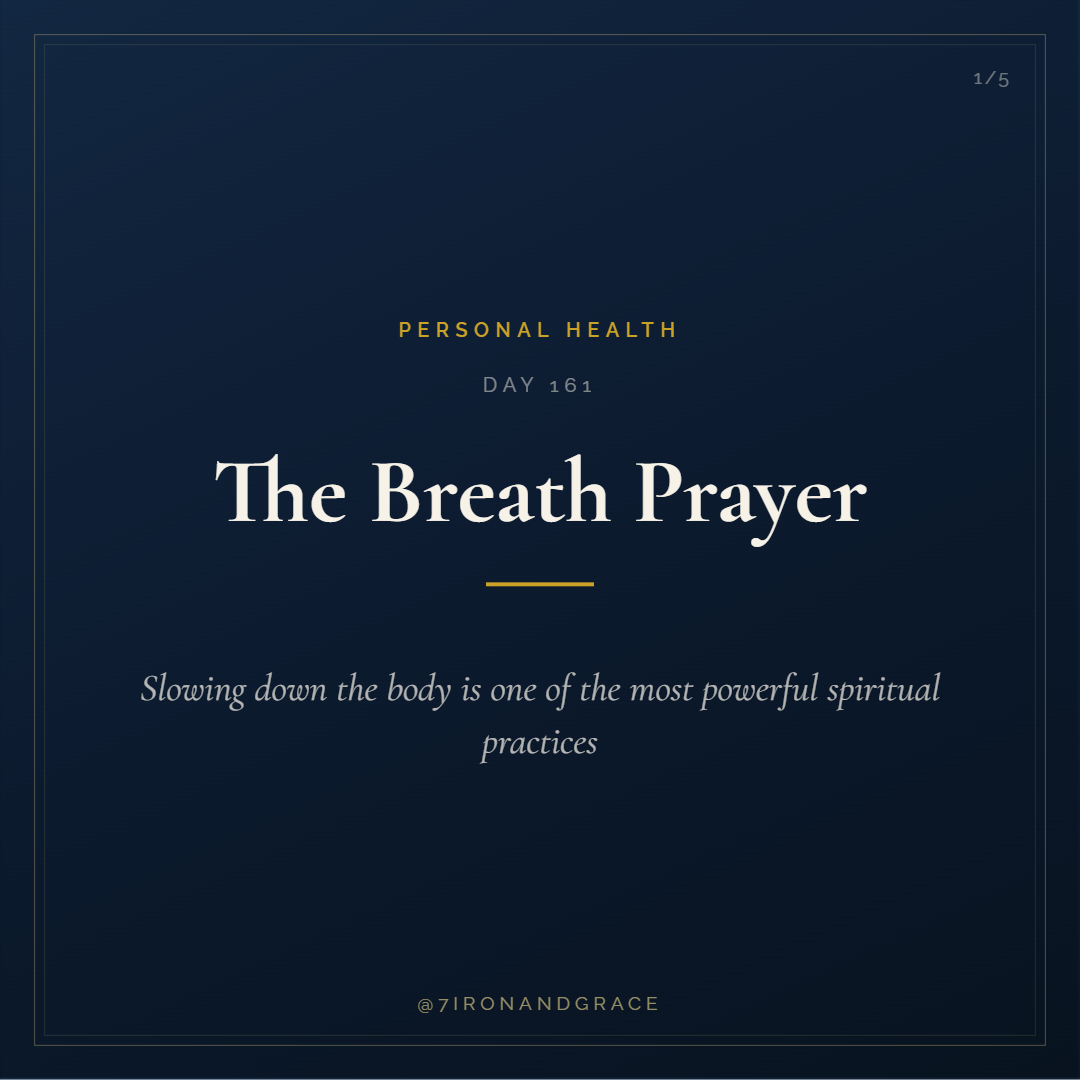 1/5
PERSONAL HEALTH
DAY 161
The Breath Prayer
Slowing down the body is one of the most powerful spiritual
practices
@7IRONANDGRACE